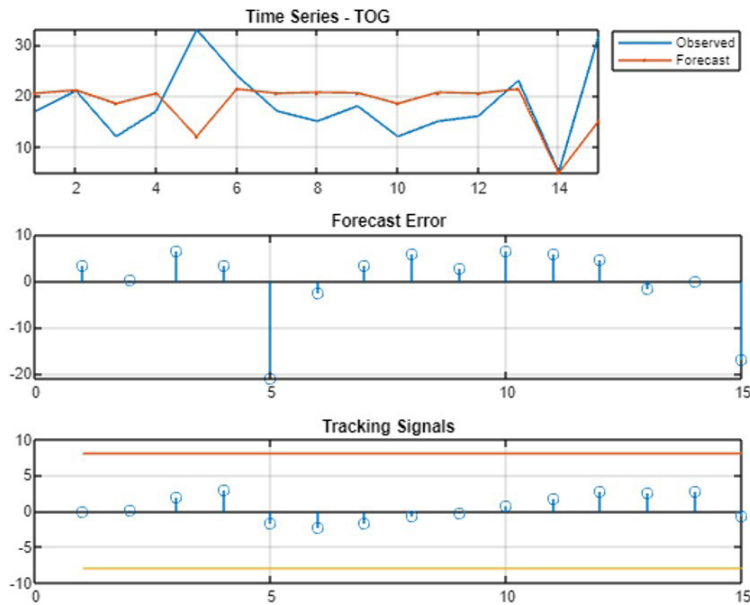 Time Series - TOG
30
20
10
2 4 6 8 10 12 14
Observed
Forecast
Forecast Error
10
0
-10
-20
0 5 10 15
Tracking Signals
10
5
0
-5
-10
0 5 10 15